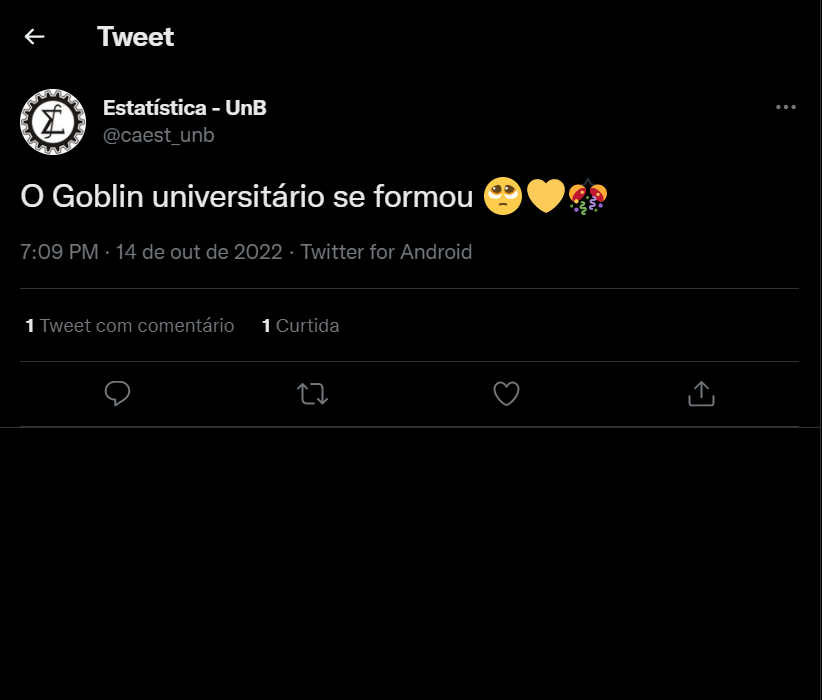 Tweet
Estatística - UnB
@caest_unb
O Goblin universitário se formou 🥺💛🎊
7:09 PM · 14 de out de 2022 · Twitter for Android
1 Tweet com comentário 1 Curtida